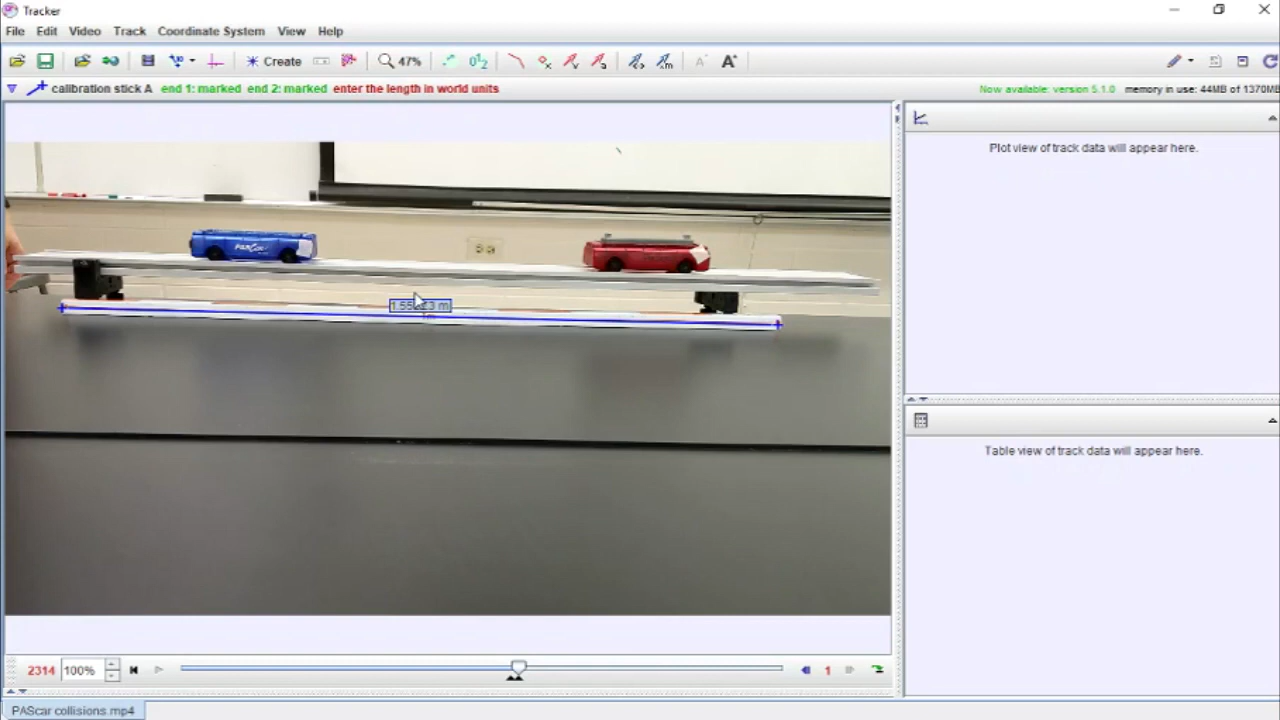 Tracker
File Edit Video Track Coordinate System View Help
Create 47%
calibration stick A end 1: marked end 2: marked enter the length in world units Now available: version 5.1.0 memory in use: 44MB of 1370MB
Plot view of track data will appear here.
1m
Table view of track data will appear here.
2314 100% 1
PAScar collisions.mp4